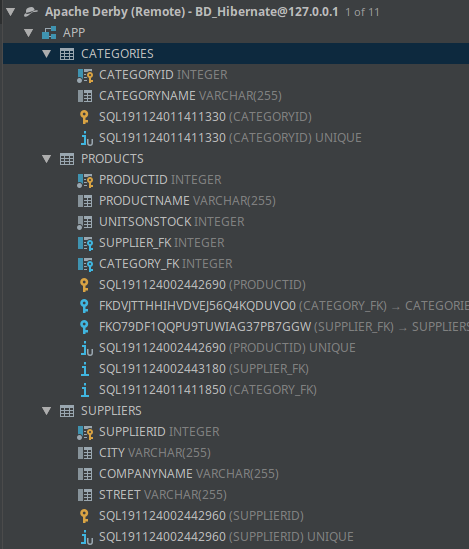 Apache Derby (Remote) - BD_Hibernate@127.0.0.1 1 of 11
APP
CATEGORIES
CATEGORYID INTEGER
CATEGORYNAME VARCHAR(255)
SQL191124011411330 (CATEGORYID)
SQL191124011411330 (CATEGORYID) UNIQUE
PRODUCTS
PRODUCTID INTEGER
PRODUCTNAME VARCHAR(255)
UNITSONSTOCK INTEGER
SUPPLIER_FK INTEGER
CATEGORY_FK INTEGER
SQL191124002442690 (PRODUCTID)
FKDVJTTHHIHVDVEJ56Q4KQDUVO0 (CATEGORY_FK) → CATEGORIE
FKO79DF1QQPU9TUWIAG37PB7GGW (SUPPLIER_FK) → SUPPLIERS
SQL191124002442690 (PRODUCTID) UNIQUE
SQL191124002443180 (SUPPLIER_FK)
SQL191124011411850 (CATEGORY_FK)
SUPPLIERS
SUPPLIERID INTEGER
CITY VARCHAR(255)
COMPANYNAME VARCHAR(255)
STREET VARCHAR(255)
SQL191124002442960 (SUPPLIERID)
SQL191124002442960 (SUPPLIERID) UNIQUE